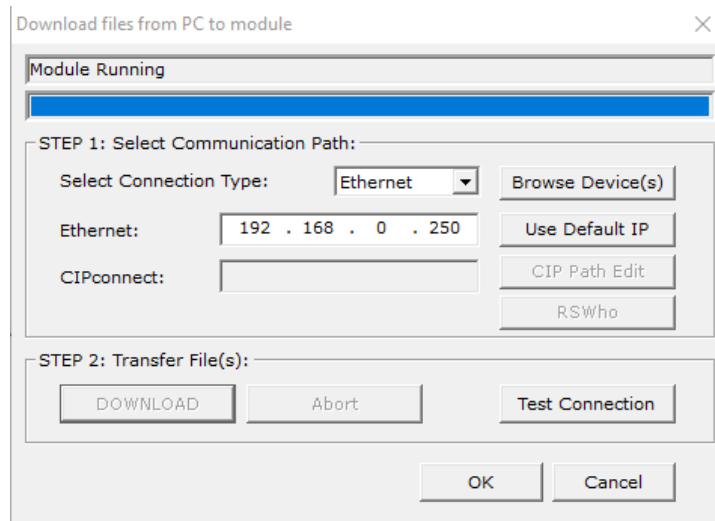 Download files from PC to module
Module Running
STEP 1: Select Communication Path:
Select Connection Type: Ethernet Browse Device(s)
Ethernet: 192 . 168 . 0 . 250 Use Default IP
CIPconnect: CIP Path Edit
RSWho
STEP 2: Transfer File(s):
DOWNLOAD Abort Test Connection
OK Cancel